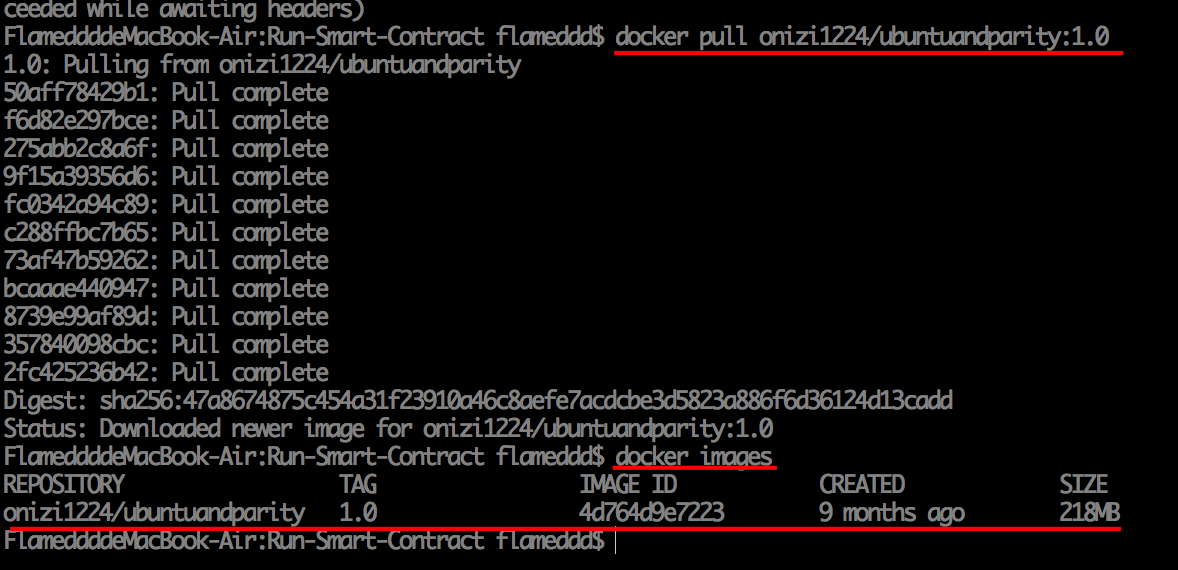 ceeded while awaiting headers)
FlameddddeMacBook-Air:Run-Smart-Contract flameddd$ docker pull onizi1224/ubuntuandparity:1.0
1.0: Pulling from onizi1224/ubuntuandparity
50aff78429b1: Pull complete
f6d82e297bce: Pull complete
275abb2c8a6f: Pull complete
9f15a39356d6: Pull complete
fc0342a94c89: Pull complete
c288ffbc7b65: Pull complete
73af47b59262: Pull complete
bcaaae440947: Pull complete
8739e99af89d: Pull complete
357840098cbc: Pull complete
2fc425236b42: Pull complete
Digest: sha256:47a8674875c454a31f23910a46c8aefe7acdcbe3d5823a886f6d36124d13cadd
Status: Downloaded newer image for onizi1224/ubuntuandparity:1.0
FlameddddeMacBook-Air:Run-Smart-Contract flameddd$ docker images
REPOSITORY TAG IMAGE ID CREATED SIZE
onizi1224/ubuntuandparity 1.0 4d764d9e7223 9 months ago 218MB
FlameddddeMacBook-Air:Run-Smart-Contract flameddd$